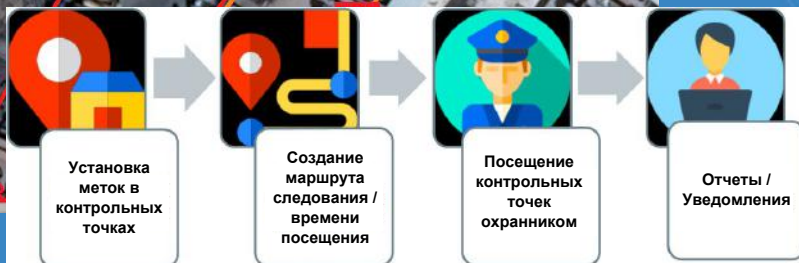 Установка
меток в
контрольных
точках
Создание
маршрута
следования /
времени
посещения
Посещение
контрольных
точек
охранником
Отчеты /
Уведомления